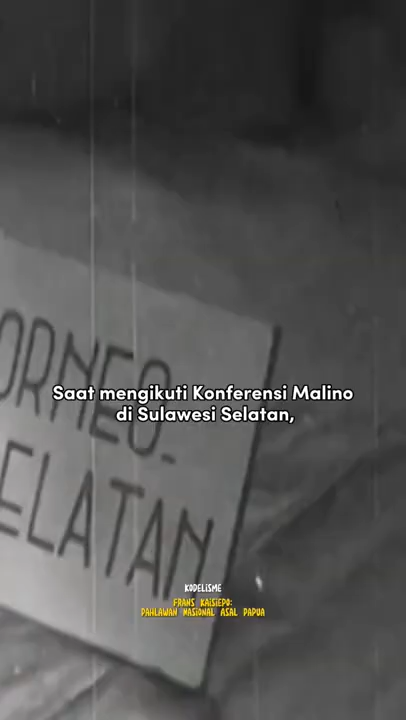 ORNEO-
ELATAN
Saat mengikuti Konferensi Malino
di Sulawesi Selatan,
KODELISME
FRANS KAISIEPO:
PAHLAWAN NASIONAL ASAL PAPUA